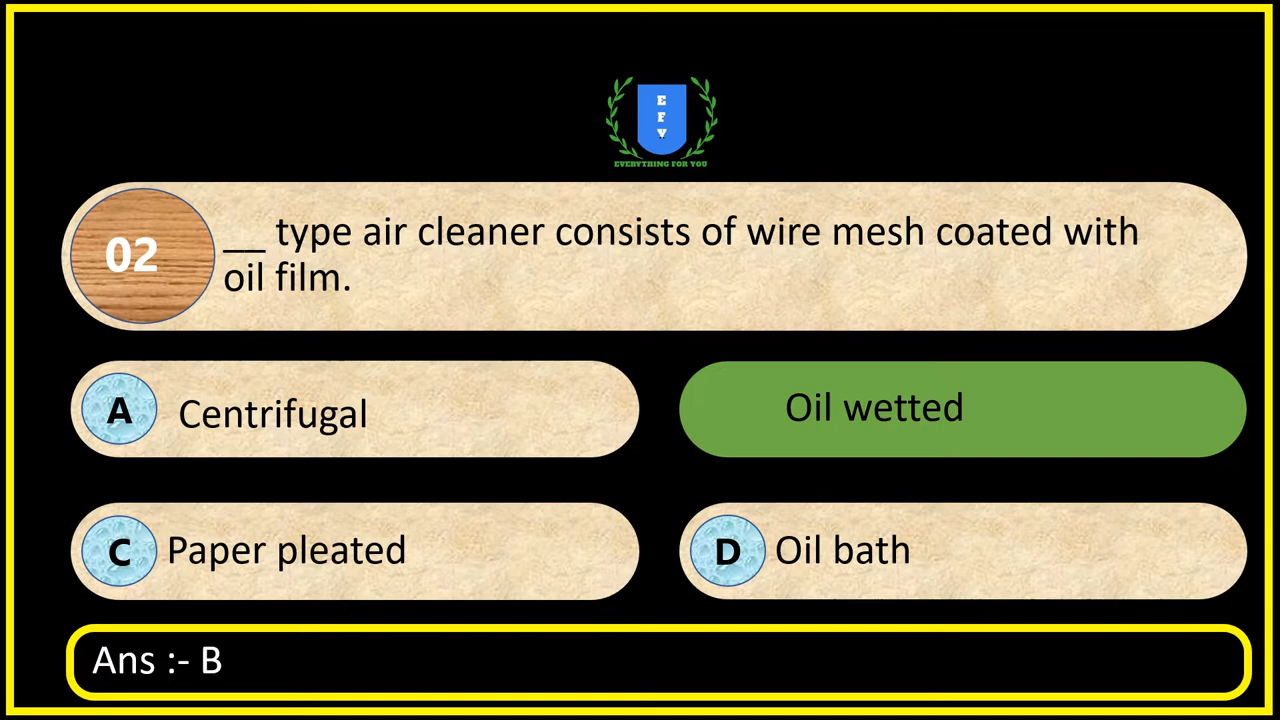 E
F
Y
EVERYTHING FOR YOU
02
__ type air cleaner consists of wire mesh coated with
oil film.
A Centrifugal
Oil wetted
C Paper pleated
D Oil bath
Ans :- B